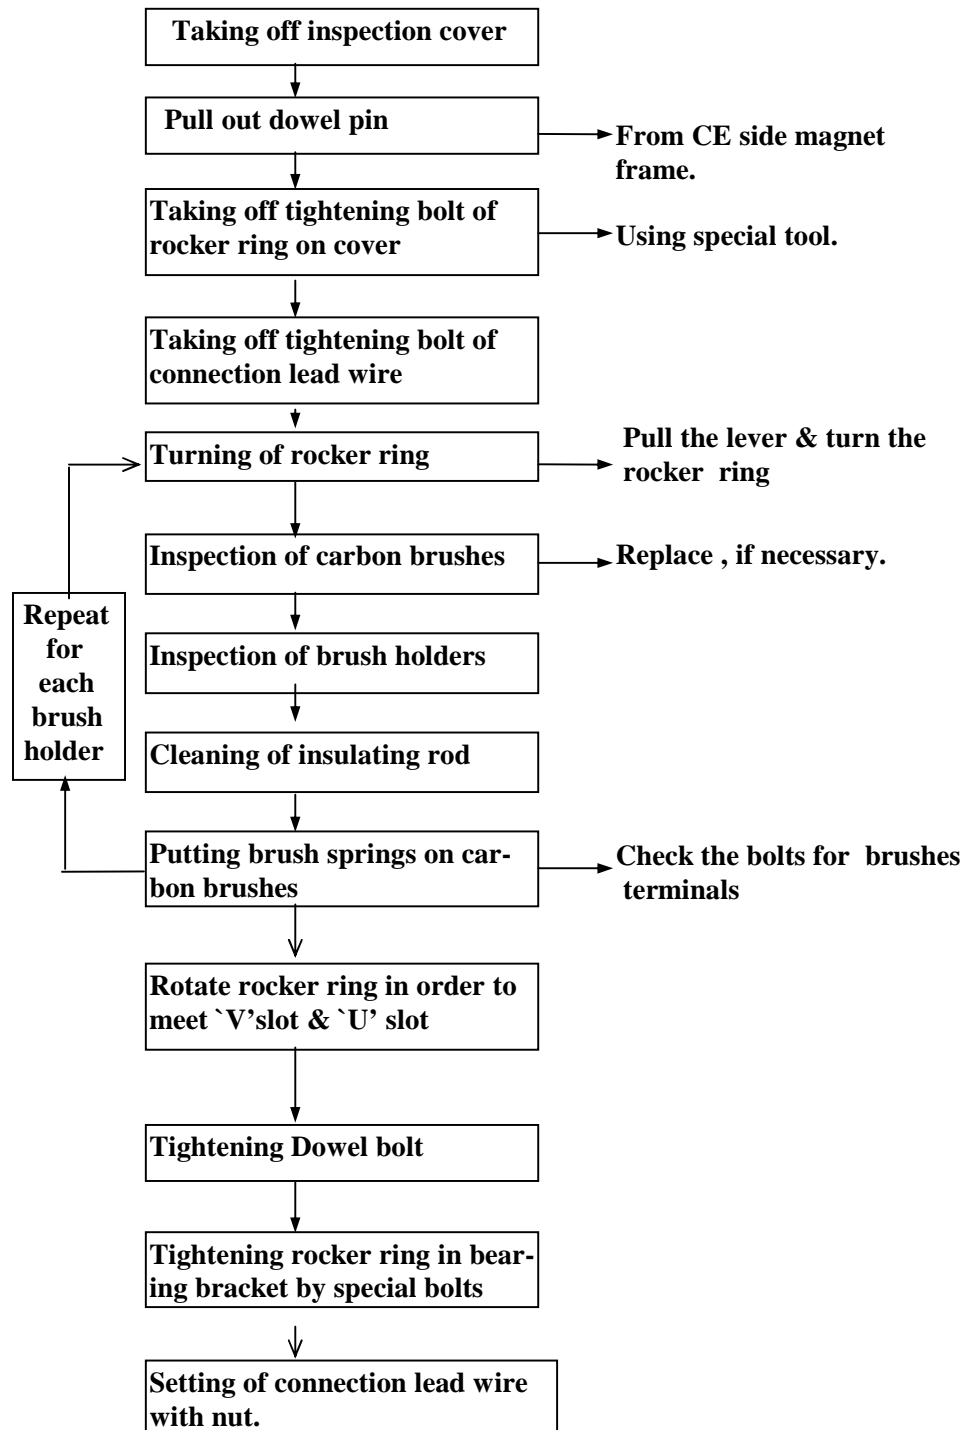 Taking off inspection cover
Pull out dowel pin
From CE side magnet
frame.
Taking off tightening bolt of
rocker ring on cover
Using special tool.
Taking off tightening bolt of
connection lead wire
Turning of rocker ring
Pull the lever & turn the
rocker ring
Inspection of carbon brushes
Replace , if necessary.
Repeat
for
each
brush
holder
Inspection of brush holders
Cleaning of insulating rod
Putting brush springs on car-
bon brushes
Check the bolts for brushes
terminals
Rotate rocker ring in order to
meet `V’slot & `U’ slot
Tightening Dowel bolt
Tightening rocker ring in bear-
ing bracket by special bolts
Setting of connection lead wire
with nut.